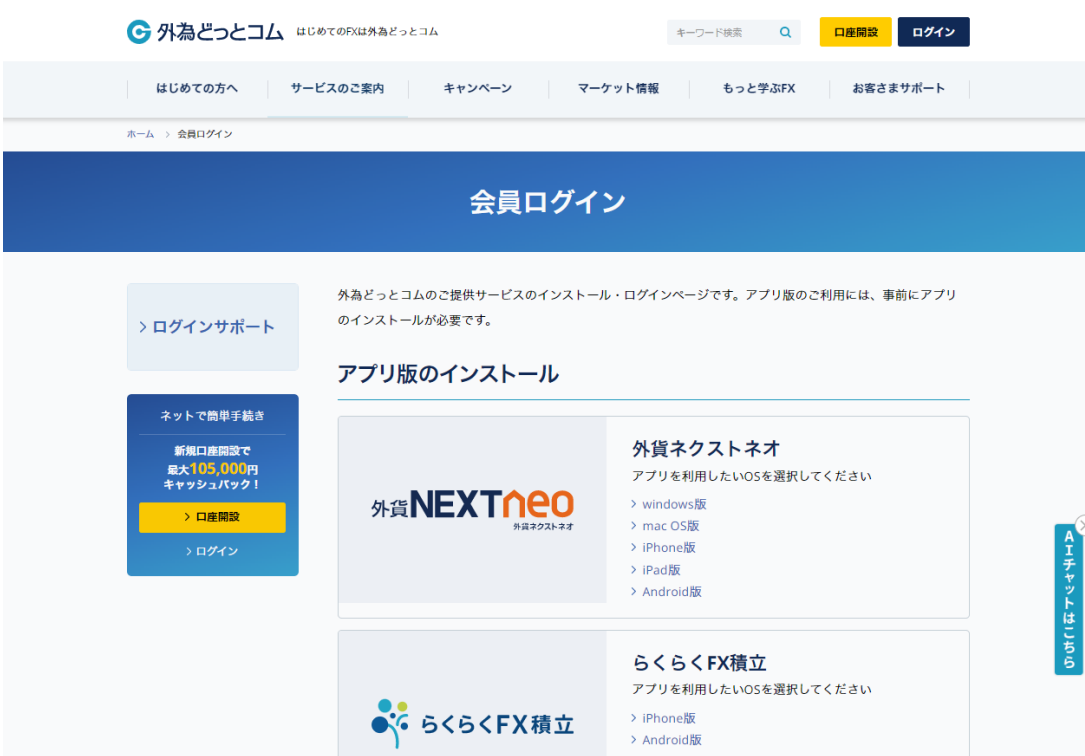 外為どっとコム
はじめてのFXは外為どっとコム
キーワード検索
口座開設
ログイン
はじめての方へ
サービスのご案内
キャンペーン
マーケット情報
もっと学ぶFX
お客さまサポート
ホーム > 会員ログイン
会員ログイン
> ログインサポート
ネットで簡単手続き
新規口座開設で
最大105,000円
キャッシュバック！
> 口座開設
> ログイン
外為どっとコムのご提供サービスのインストール・ログインページです。アプリ版のご利用には、事前にアプリ
のインストールが必要です。
アプリ版のインストール
外貨NEXTneo
外貨ネクストネオ
外貨ネクストネオ
アプリを利用したいOSを選択してください
> windows版
> mac OS版
> iPhone版
> iPad版
> Android版
らくらくFX積立
らくらくFX積立
アプリを利用したいOSを選択してください
> iPhone版
> Android版
AIチャットはこちら